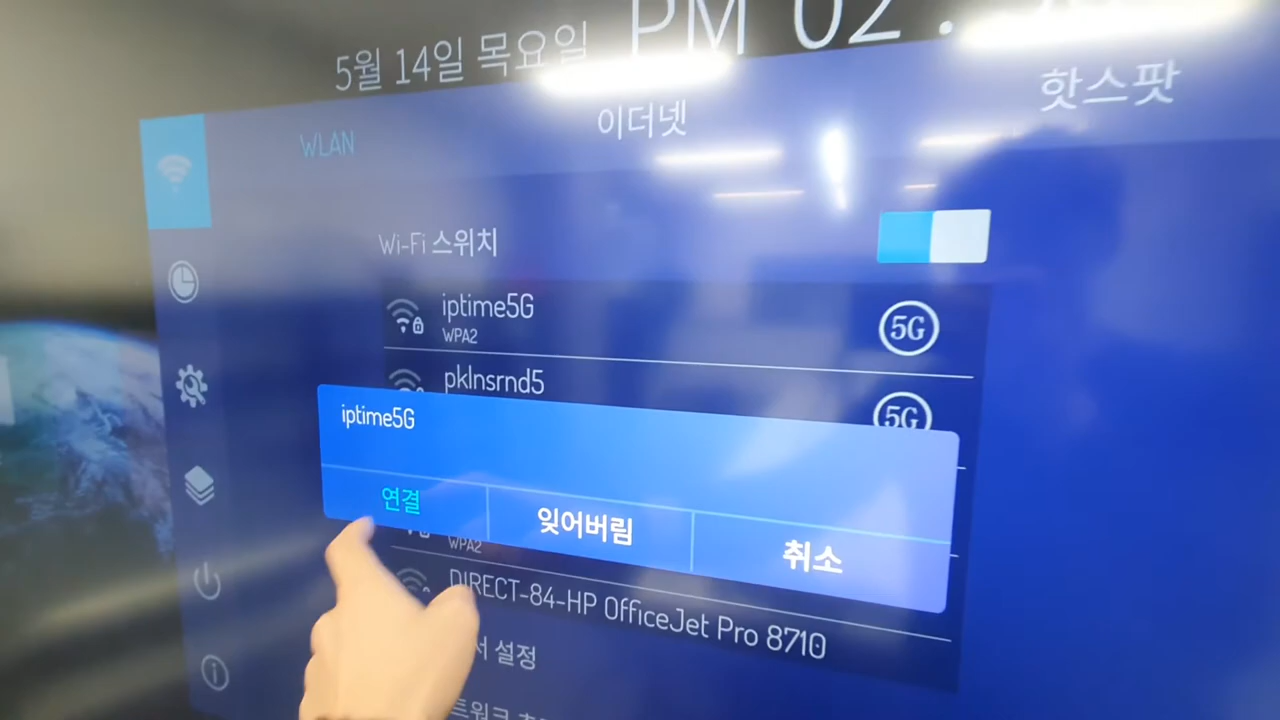 5월 14일 목요일 PM 02
WLAN 이더넷 핫스팟
Wi-Fi 스위치
iptime5G
WPA2
5G
pklnsrnd5
5G
iptime5G
연결 잊어버림 취소
WPA2
DIRECT-84-HP OfficeJet Pro 8710
설정